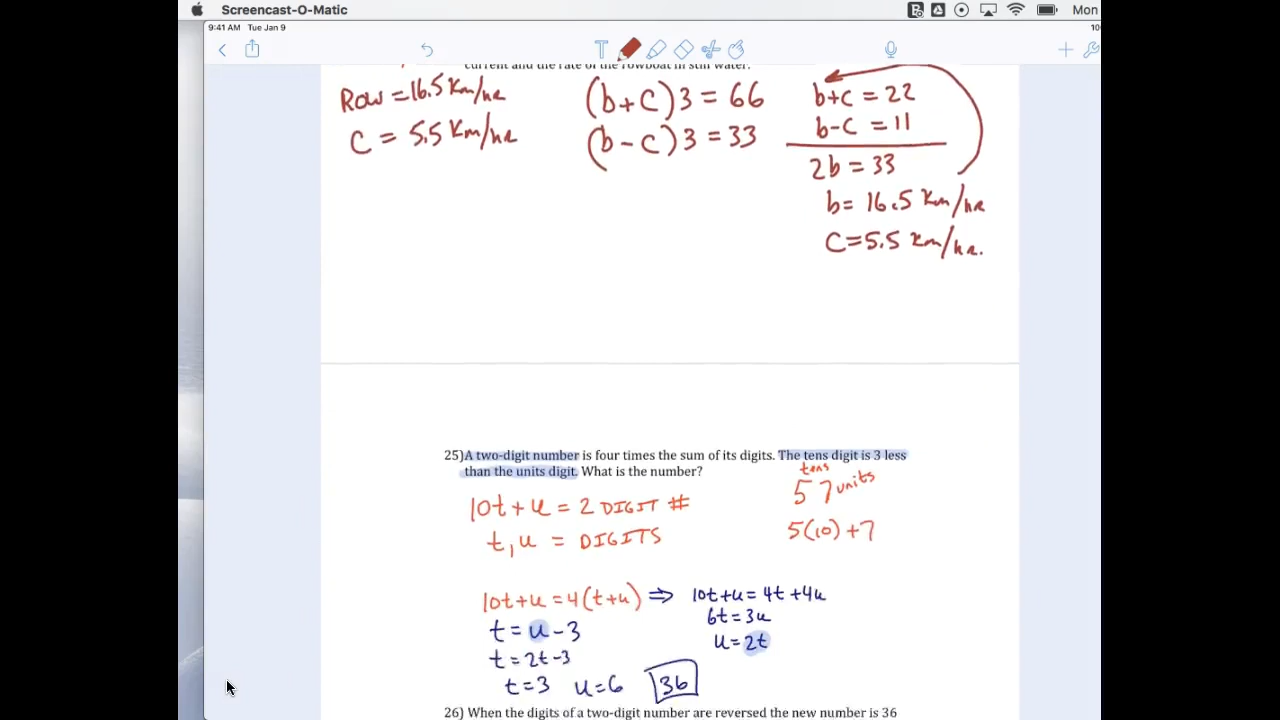 Screencast-O-Matic
Mon
9:41 AM Tue Jan 9
10
current and the rate of the rowboat in still water.
Row = 16.5 Km/hr
C = 5.5 Km/hr
(b+c)3 = 66
(b-c)3 = 33
b+c = 22
b-c = 11
2b = 33
b = 16.5 Km/hr
C = 5.5 Km/hr.
25) A two-digit number is four times the sum of its digits. The tens digit is 3 less
than the units digit. What is the number?
tens
57 units
5(10) + 7
10t + u = 2 DIGIT #
t, u = DIGITS
10t+u = 4(t+u) ⇒ 10t+u = 4t+4u
6t = 3u
u = 2t
t = u-3
t = 2t-3
t = 3 u = 6 36
26) When the digits of a two-digit number are reversed the new number is 36